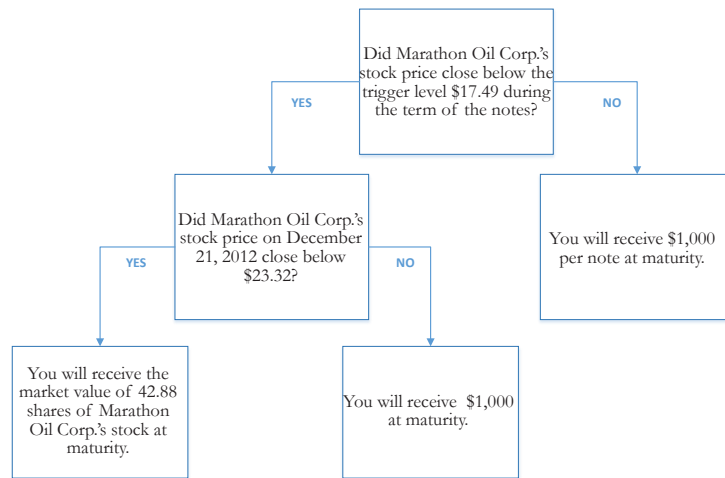 Did Marathon Oil Corp.'s
stock price close below the
trigger level $17.49 during
the term of the notes?
YES
NO
Did Marathon Oil Corp.'s
stock price on December
21, 2012 close below
$23.32?
You will receive $1,000
per note at maturity.
YES
NO
You will receive the
market value of 42.88
shares of Marathon
Oil Corp.'s stock at
maturity.
You will receive $1,000
at maturity.